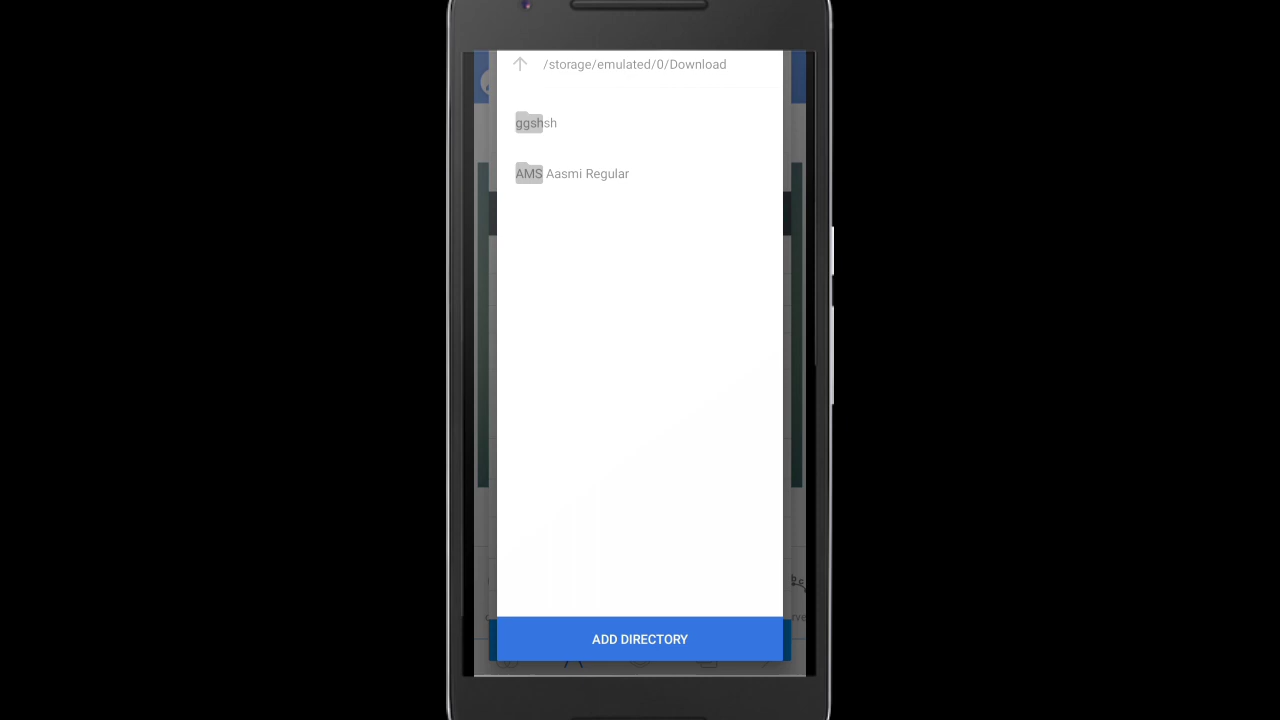 /storage/emulated/0/Download
ggshsh
AMS Aasmi Regular
ADD DIRECTORY